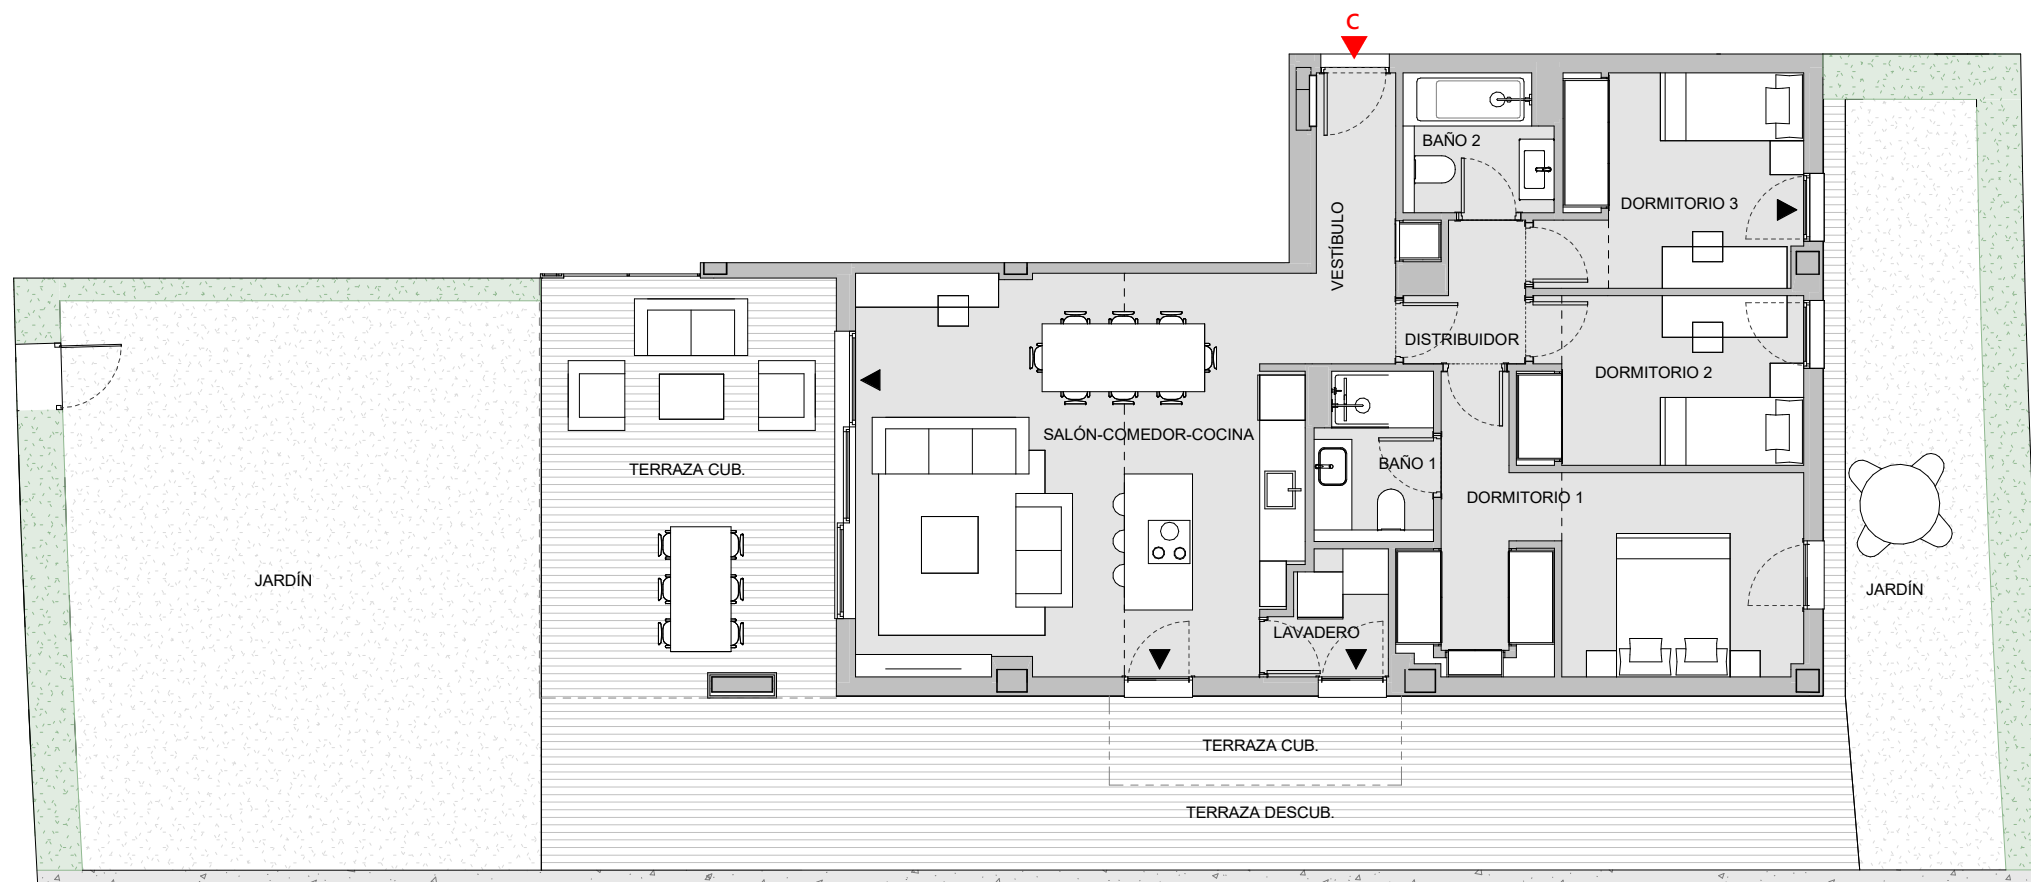 C
BAÑO 2
DORMITORIO 3
VESTÍBULO
DISTRIBUIDOR
DORMITORIO 2
SALÓN-COMEDOR-COCINA
BAÑO 1
TERRAZA CUB.
DORMITORIO 1
JARDÍN
JARDÍN
LAVADERO
TERRAZA CUB.
TERRAZA DESCUB.